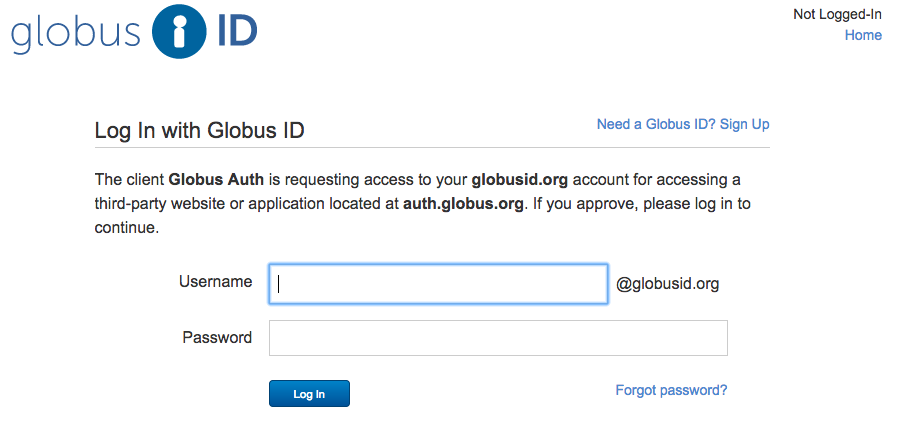 globus i ID
Not Logged-In
Home
Log In with Globus ID
Need a Globus ID? Sign Up
The client Globus Auth is requesting access to your globusid.org account for accessing a
third-party website or application located at auth.globus.org. If you approve, please log in to
continue.
Username @globusid.org
Password
Log In Forgot password?